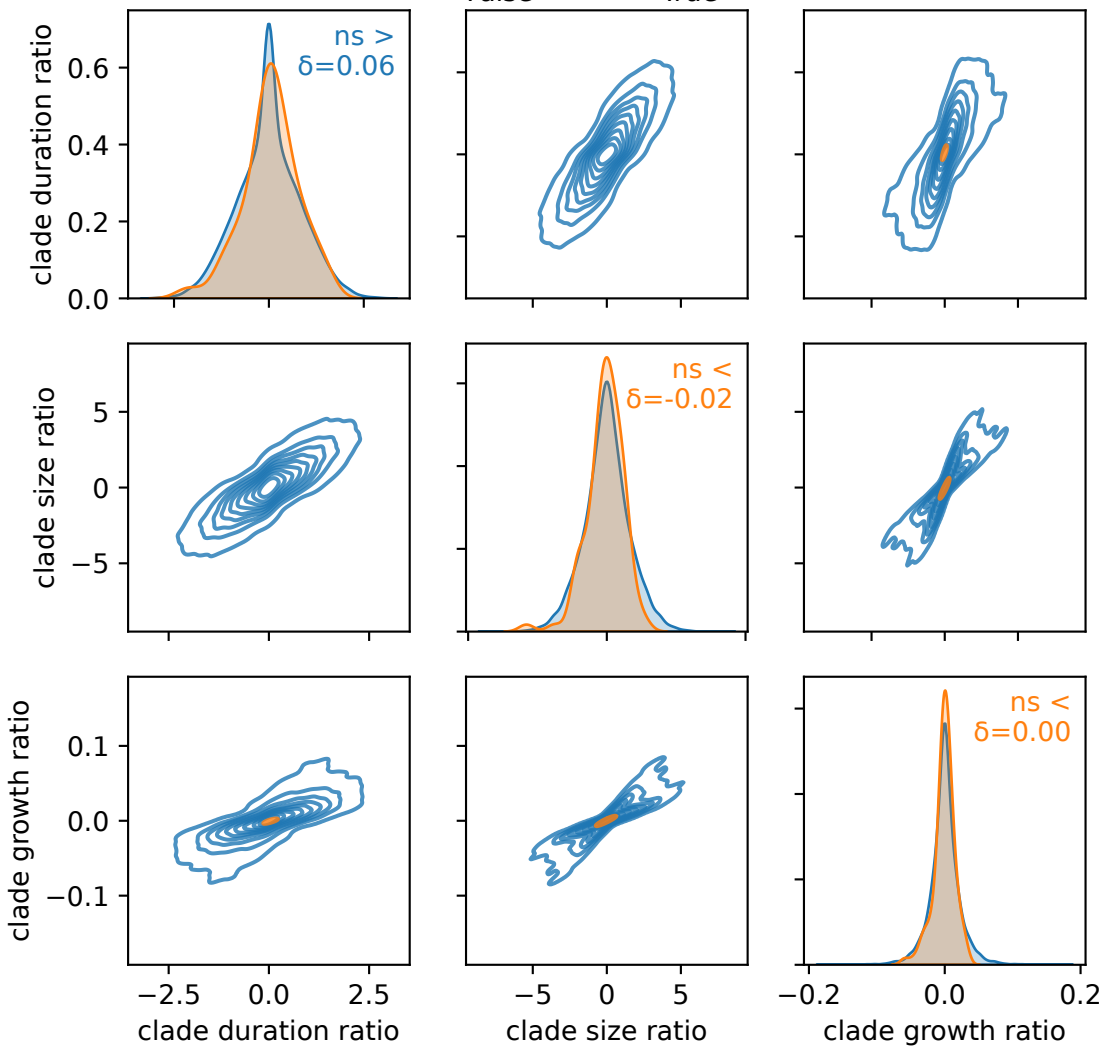 True
clade duration ratio
0.6
0.4
0.2
0.0
ns >
δ=0.06
clade size ratio
5
0
−5
ns <
δ=-0.02
clade growth ratio
0.1
0.0
−0.1
ns <
δ=0.00
−2.5 0.0 2.5
−5 0 5
−0.2 0.0 0.2
clade duration ratio
clade size ratio
clade growth ratio